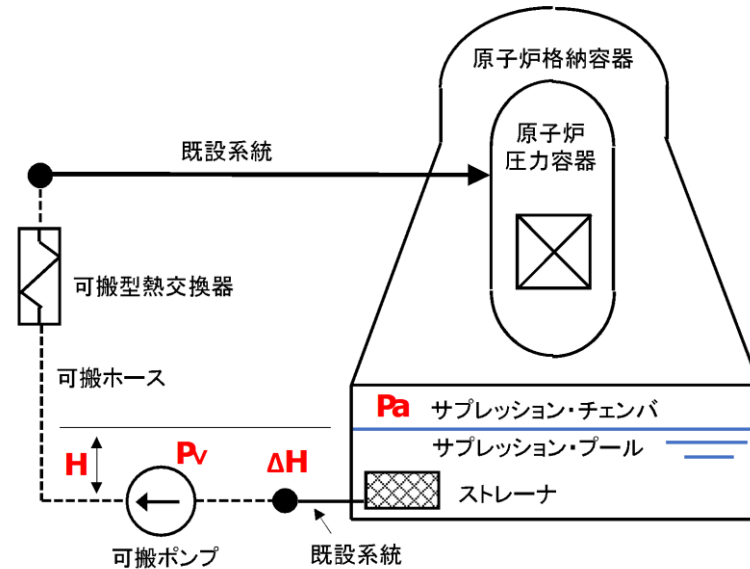 原子炉格納容器
原子炉
圧力容器
既設系統
可搬型熱交換器
可搬ホース
Pa
サプレッション・チェンバ
サプレッション・プール
H
Pv
ΔH
ストレーナ
可搬ポンプ
既設系統